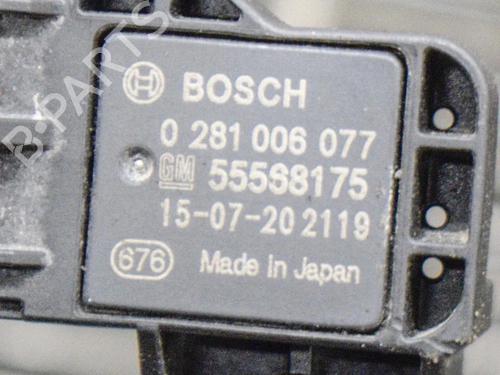 B-PARTS
BOSCH
0 281 006 077
GM 55568175
15-07-20 2119
676 Made in Japan